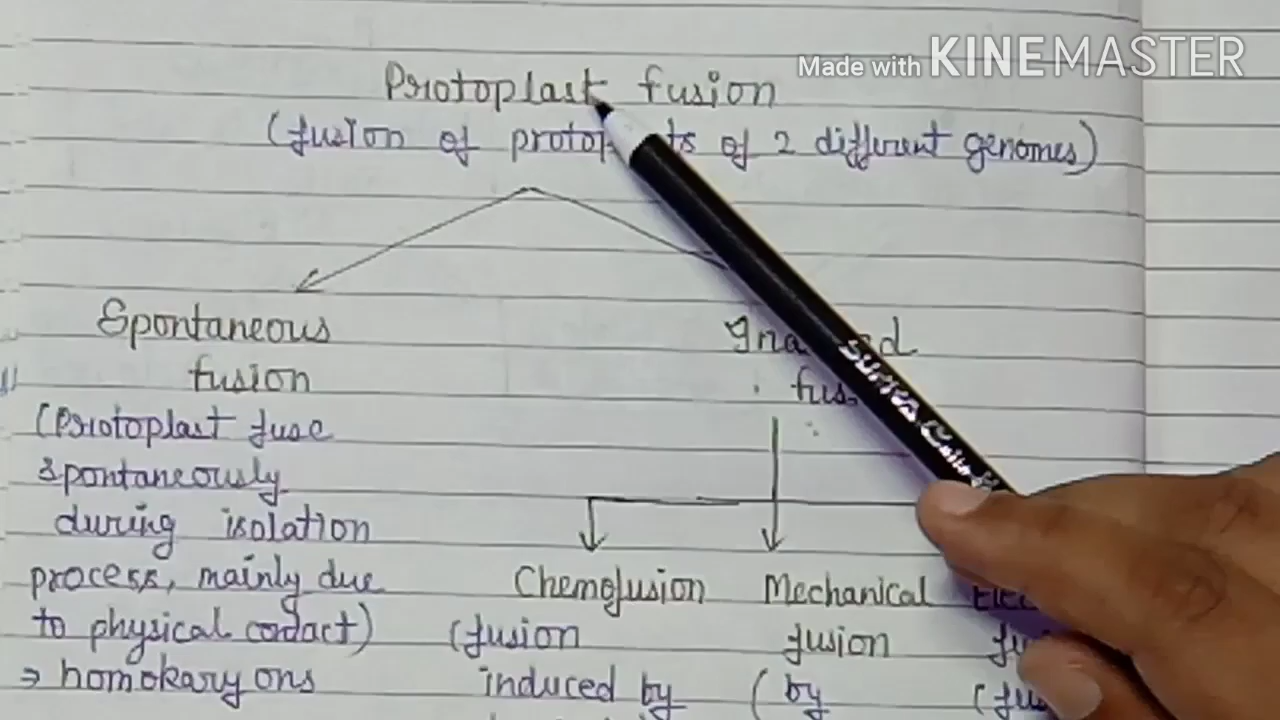 Made with KINEMASTER
Protoplast fusion
(fusion of of 2 different genomes)
Spontaneous
fusion
(Protoplast fuse
spontaneously
during isolation
process, mainly due
to physical contact)
→ homokaryons
Chemofusion
(fusion
induced by
Mechanical
fusion
(by